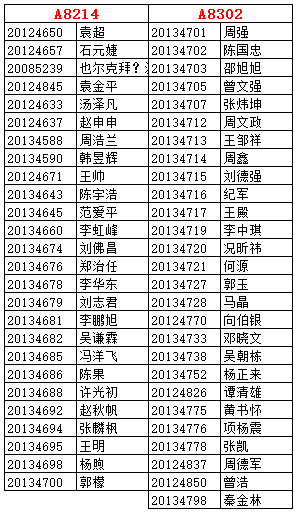 A8214 A8302
20124650 袁超 20134701 周强
20124657 石元婕 20134702 陈国忠
20085239 也尔克拜? 20134703 邵旭旭
20124845 袁金平 20134705 曾文强
20124633 汤泽凡 20134707 张炜坤
20124637 赵申申 20134712 周文政
20134588 周浩兰 20134713 王邹祥
20134590 韩昱辉 20134714 周鑫
20124671 王帅 20134715 刘德强
20134643 陈宇浩 20134716 纪军
20134645 范爱平 20134717 王殿
20134660 李虹峰 20134719 李中琪
20134674 刘佛昌 20134720 况昕祎
20134676 郑治任 20134721 何源
20134678 李华东 20134727 郭玉
20134679 刘志君 20134728 马晶
20134681 李鹏旭 20124770 向伯银
20134682 吴谦霖 20134733 邓晓文
20134685 冯洋飞 20134738 吴朝栋
20134686 陈果 20134752 杨正来
20134688 许光初 20124826 谭清雄
20134692 赵秋帆 20134775 黄书怀
20134694 张麟枫 20134776 项杨震
20134695 王明 20134778 张凯
20134698 杨煦 20124837 周德军
20134700 郭檬 20124850 曾浩
20134798 秦金林